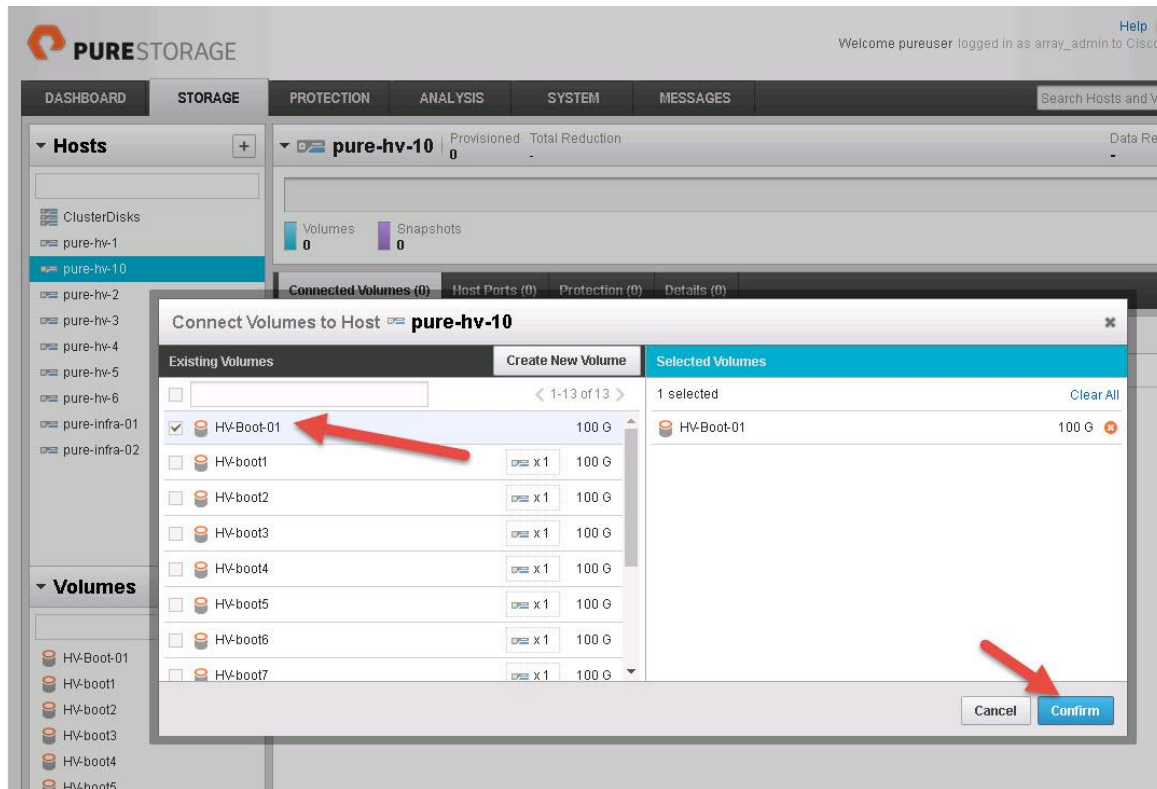 Help
PURESTORAGE
Welcome pureuser logged in as array_admin to Cisco
DASHBOARD STORAGE PROTECTION ANALYSIS SYSTEM MESSAGES Search Hosts and V
Hosts + pure-hv-10 Provisioned Total Reduction Data Re
0 - -
ClusterDisks
Volumes Snapshots
pure-hv-1
0 0
pure-hv-10
Connected Volumes (0) Host Ports (0) Protection (0) Details (0)
pure-hv-2
pure-hv-3
pure-hv-4
pure-hv-5
pure-hv-6
pure-infra-01
pure-infra-02
Connect Volumes to Host pure-hv-10
Existing Volumes Create New Volume Selected Volumes
1-13 of 13 1 selected Clear All
HV-Boot-01 100 G HV-Boot-01 100 G
HV-boot1 x 1 100 G
HV-boot2 x 1 100 G
HV-boot3 x 1 100 G
HV-boot4 x 1 100 G
HV-boot5 x 1 100 G
HV-boot6 x 1 100 G
HV-boot7 x 1 100 G
Cancel Confirm
Volumes
HV-Boot-01
HV-boot1
HV-boot2
HV-boot3
HV-boot4
HV-boot5